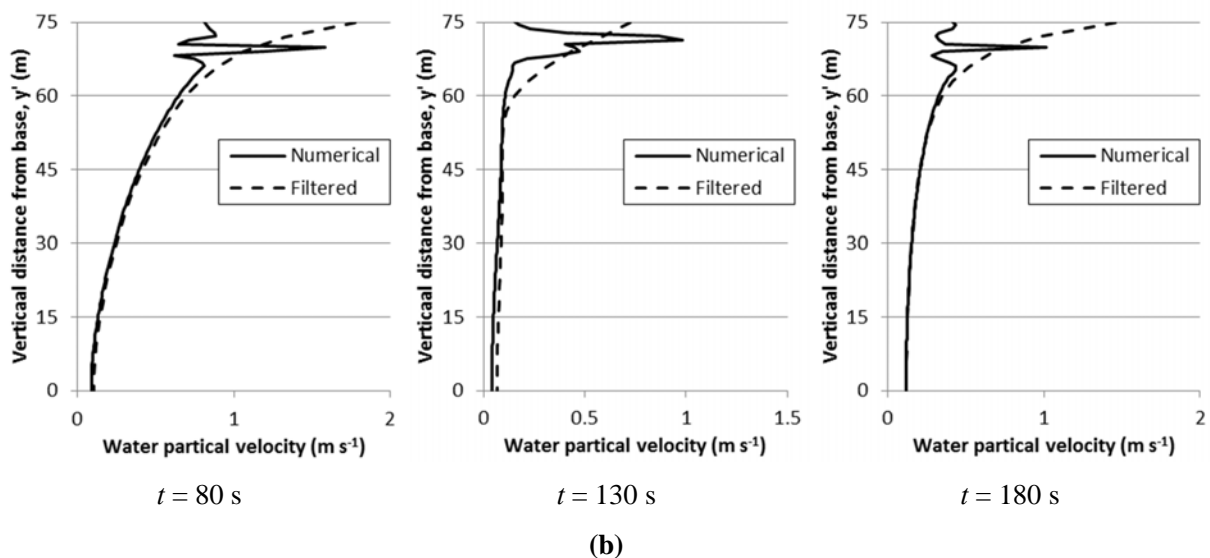 Verticaal distance from base, y' (m)
75
60
45
30
15
0
Numerical
Filtered
0
1
2
Water partical velocity (m s⁻¹)
t = 80 s
Verticaal distance from base, y' (m)
75
60
45
30
15
0
Numerical
Filtered
0
0.5
1
1.5
Water partical velocity (m s⁻¹)
t = 130 s
Verticaal distance from base, y' (m)
75
60
45
30
15
0
Numerical
Filtered
0
1
2
Water partical velocity (m s⁻¹)
t = 180 s
(b)